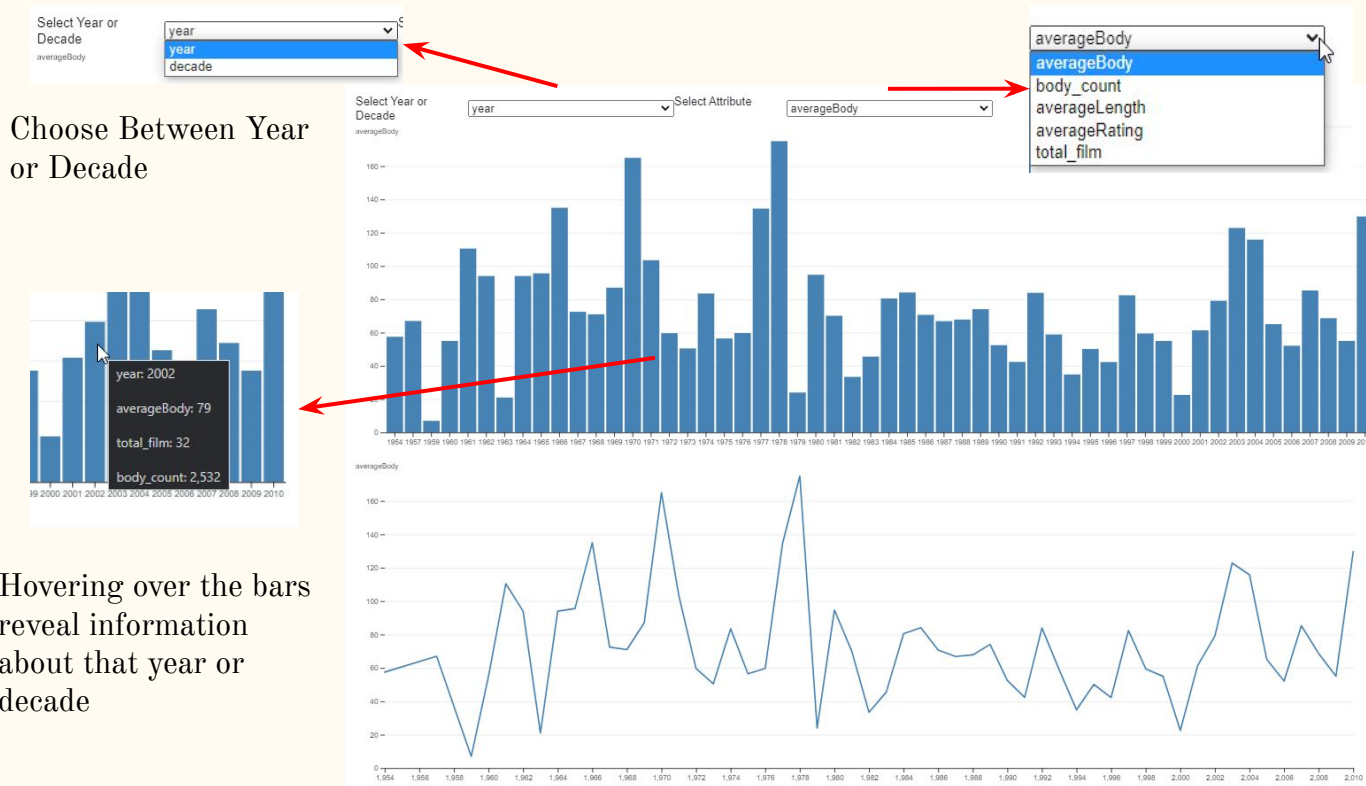 Select Year or
Decade
averageBody
year
year
decade
S
averageBody
averageBody
body_count
averageLength
averageRating
total_film
Choose Between Year
or Decade
Select Year or
Decade
year
Select Attribute
averageBody
averageBody
160
140
120
100
80
60
40
0
1954 1957 1959 1960 1961 1962 1963 1964 1965 1966 1967 1968 1969 1970 1971 1972 1973 1974 1975 1976 1977 1978 1979 1980 1981 1982 1983 1984 1985 1986 1987 1988 1989 1990 1991 1992 1993 1994 1995 1996 1997 1998 1999 2000 2001 2002 2003 2004 2005 2006 2007 2008 2009 20
year: 2002
averageBody: 79
total_film: 32
body_count: 2,532
99 2000 2001 2002 2003 2004 2005 2006 2007 2008 2009 2010
Hovering over the bars
reveal information
about that year or
decade
averageBody
160
140
120
100
80
60
40
20
0
1,954 1,956 1,958 1,960 1,962 1,964 1,966 1,968 1,970 1,972 1,974 1,976 1,978 1,980 1,982 1,984 1,986 1,988 1,990 1,992 1,994 1,996 1,998 2,000 2,002 2,004 2,006 2,008 2,010